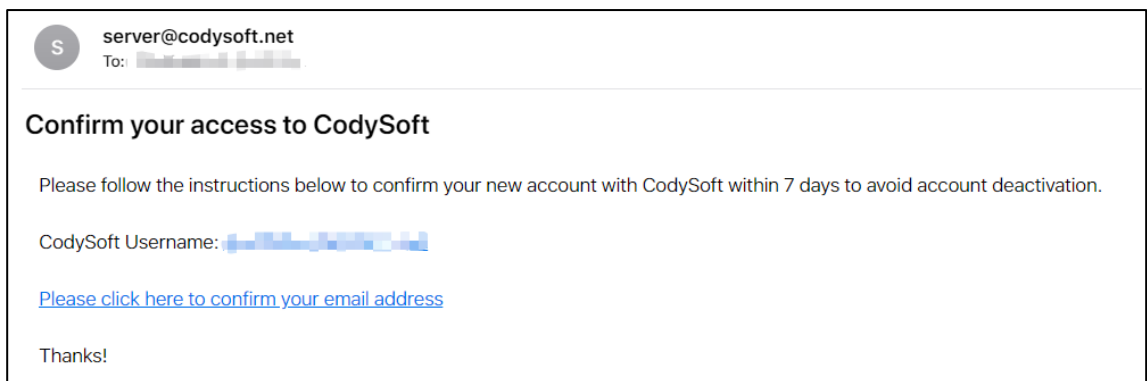 S
server@codysoft.net
To:
Confirm your access to CodySoft
Please follow the instructions below to confirm your new account with CodySoft within 7 days to avoid account deactivation.
CodySoft Username:
Please click here to confirm your email address
Thanks!